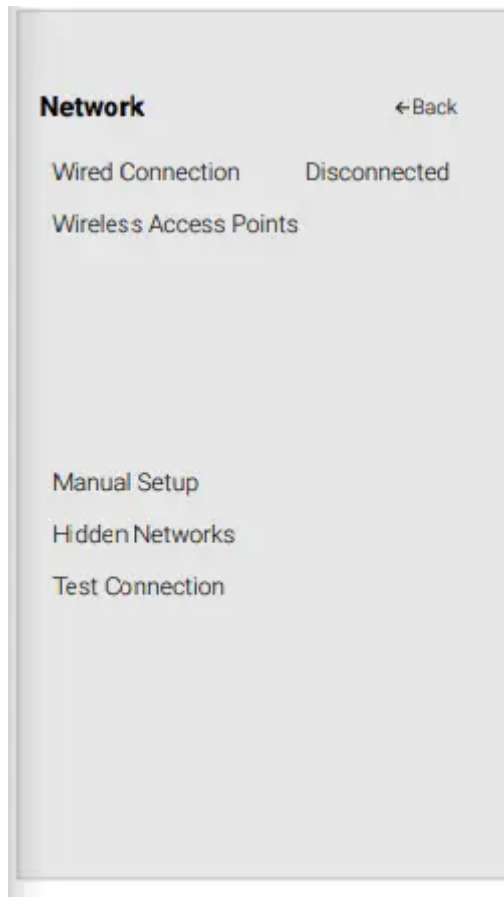 Network ←Back
Wired Connection Disconnected
Wireless Access Points
Manual Setup
Hidden Networks
Test Connection